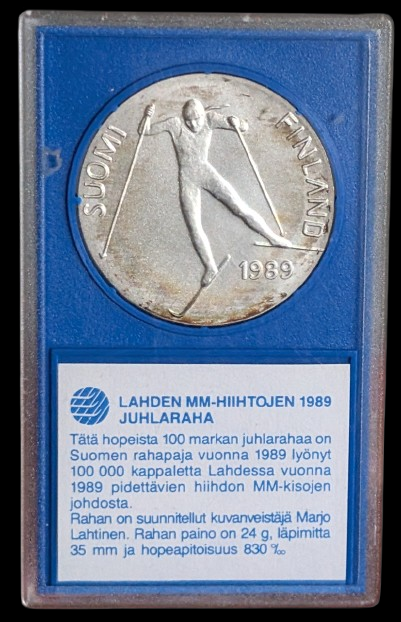 SUOMI
FINLAND
1989
LAHDEN MM-HIIHTOJEN 1989
JUHLARAHA
Tätä hopeista 100 markan juhlarahaa on
Suomen rahapaja vuonna 1989 lyönyt
100 000 kappaletta Lahdessa vuonna
1989 pidettävien hiihdon MM-kisojen
johdosta.
Rahan on suunnitellut kuvanveistäjä Marjo
Lahtinen. Rahan paino on 24 g, läpimitta
35 mm ja hopeapitoisuus 830 ‰